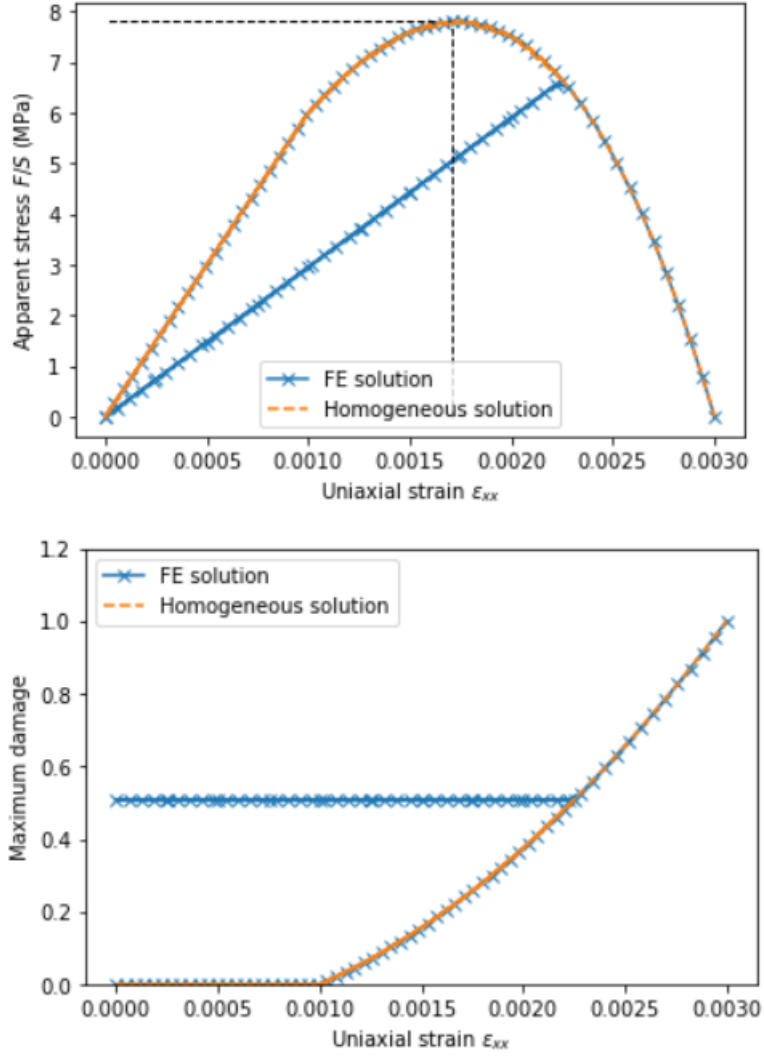 8
7
6
5
4
3
2
1
0
Apparent stress F/S (MPa)
FE solution
Homogeneous solution
0.0000 0.0005 0.0010 0.0015 0.0020 0.0025 0.0030
Uniaxial strain εxx
1.2
1.0
0.8
0.6
0.4
0.2
0.0
Maximum damage
FE solution
Homogeneous solution
0.0000 0.0005 0.0010 0.0015 0.0020 0.0025 0.0030
Uniaxial strain εxx